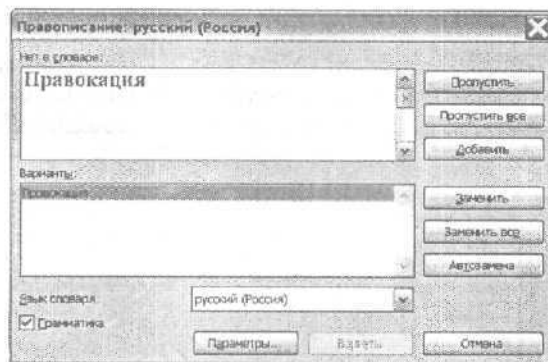 Правописание: русский (Россия)
Нет в словаре:
Правокация
Пропустить
Пропустить все
Добавить
Варианты:
Провокация
Заменить
Заменить все
Автозамена
Язык словаря:
русский (Россия)
Грамматика
Параметры...
Вернуть
Отмена